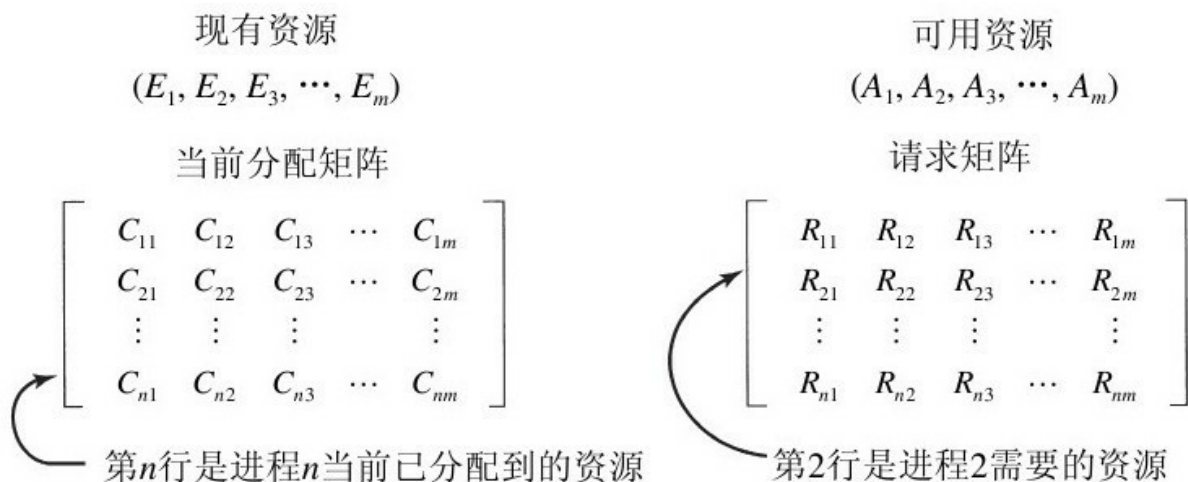 现有资源
(E₁, E₂, E₃, ⋯, Eₘ)
当前分配矩阵
C₁₁ C₁₂ C₁₃ ⋯ C₁ₘ
C₂₁ C₂₂ C₂₃ ⋯ C₂ₘ
⋮ ⋮ ⋮ ⋮
Cₙ₁ Cₙ₂ Cₙ₃ ⋯ Cₙₘ
第n行是进程n当前已分配到的资源
可用资源
(A₁, A₂, A₃, ⋯, Aₘ)
请求矩阵
R₁₁ R₁₂ R₁₃ ⋯ R₁ₘ
R₂₁ R₂₂ R₂₃ ⋯ R₂ₘ
⋮ ⋮ ⋮ ⋮
Rₙ₁ Rₙ₂ Rₙ₃ ⋯ Rₙₘ
第2行是进程2需要的资源